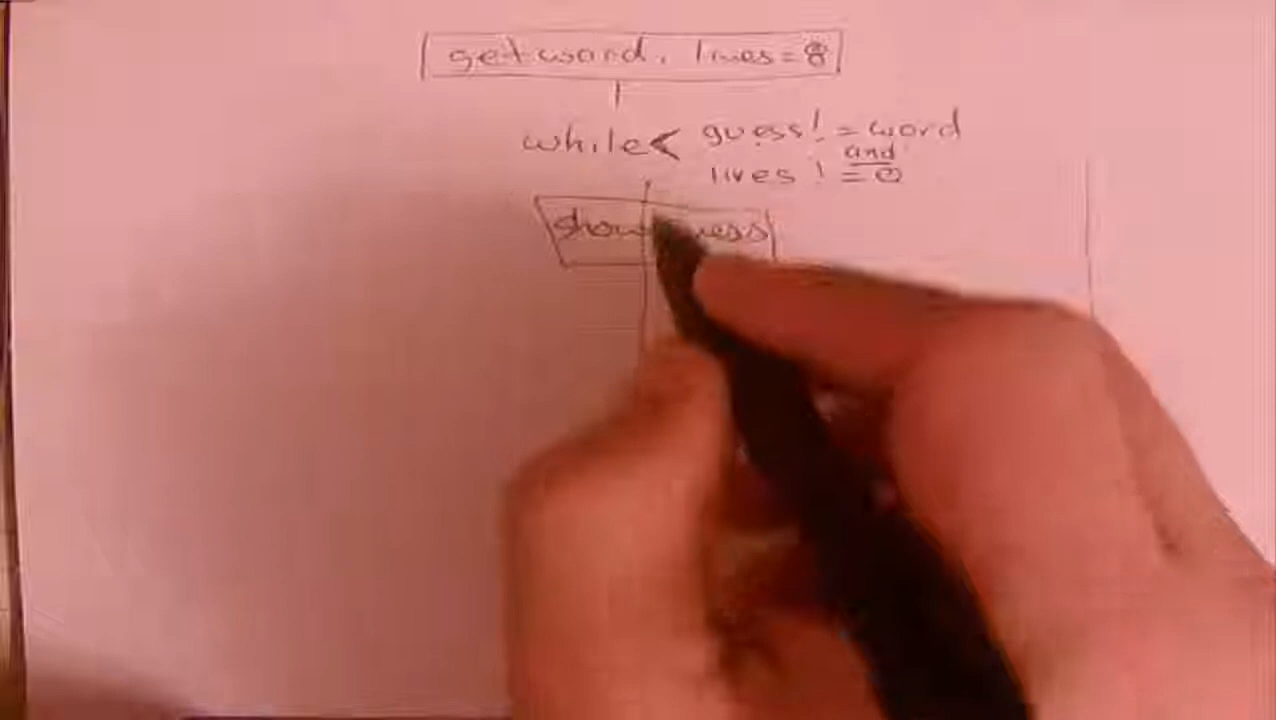 get word, lives = 8
while < guess! = word
and
lives ! = 0
show guess